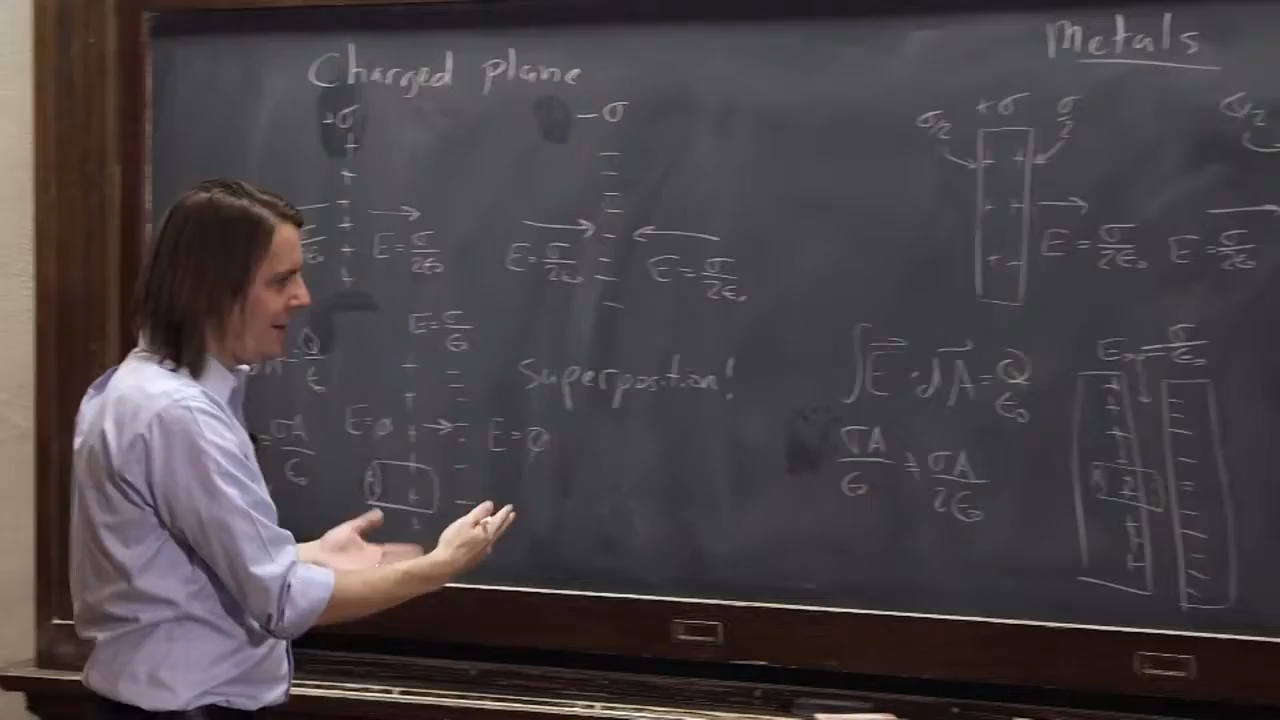 Charged plane
+σ
-σ
E = σ/2ε₀
E = σ/2ε₀
E = σ/2ε₀
E = σ/ε₀
Superposition!
E = 0
E = 0
= σA/ε₀
Metals
+σ
σ/2
σ/2
E = σ/2ε₀
E = σ/2ε₀
∫E⃗ · dA⃗ = Q/ε₀
σA/ε₀ ≠ σA/2ε₀